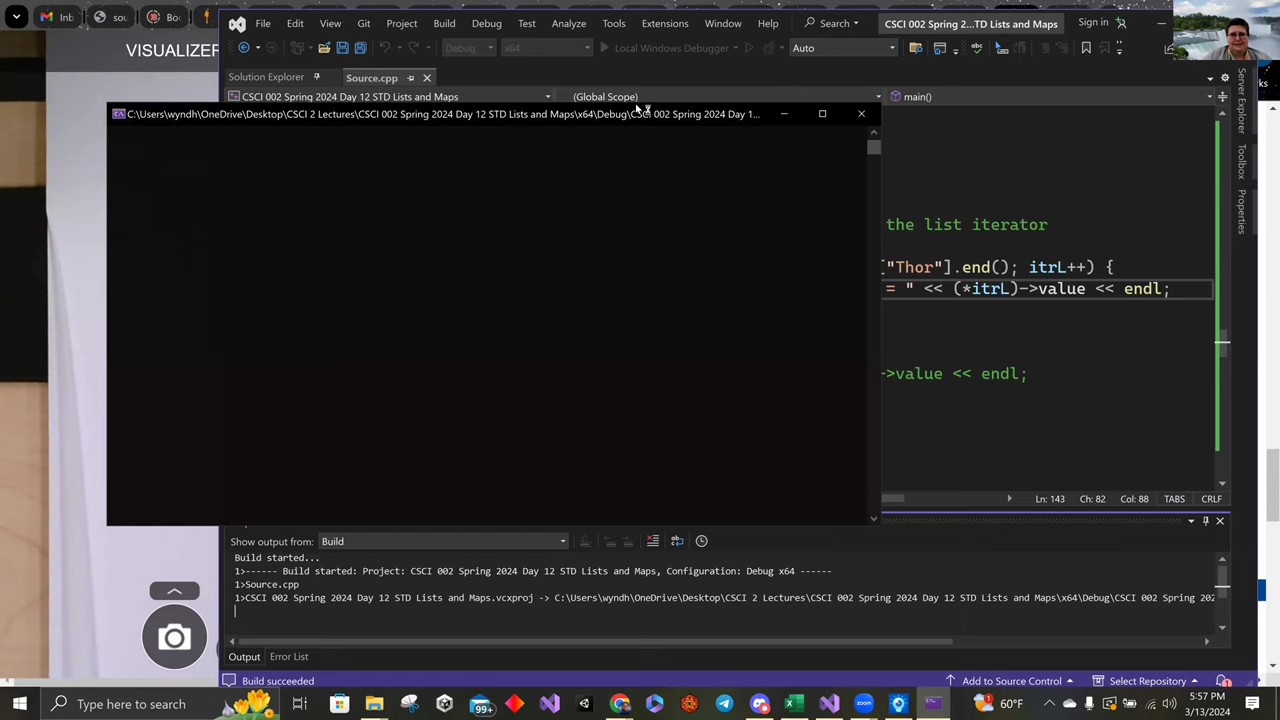 VISUALIZER
File Edit View Git Project Build Debug Test Analyze Tools Extensions Window Help Search CSCI 002 Spring 2...TD Lists and Maps Sign in
Debug x64 Local Windows Debugger Auto
Solution Explorer Source.cpp
CSCI 002 Spring 2024 Day 12 STD Lists and Maps (Global Scope) main()
C:\Users\wyndh\OneDrive\Desktop\CSCI 2 Lectures\CSCI 002 Spring 2024 Day 12 STD Lists and Maps\x64\Debug\CSCI 002 Spring 2024 Day 1...
the list iterator
["Thor"].end(); itrL++) {
= " << (*itrL)->value << endl;
->value << endl;
Server Explorer
Toolbox
Properties
Ln: 143 Ch: 82 Col: 88 TABS CRLF
Show output from: Build
Build started...
1>------ Build started: Project: CSCI 002 Spring 2024 Day 12 STD Lists and Maps, Configuration: Debug x64 ------
1>Source.cpp
1>CSCI 002 Spring 2024 Day 12 STD Lists and Maps.vcxproj -> C:\Users\wyndh\OneDrive\Desktop\CSCI 2 Lectures\CSCI 002 Spring 2024 Day 12 STD Lists and Maps\x64\Debug\CSCI 002 Spring 202
Output Error List
Build succeeded Add to Source Control Select Repository
Type here to search 99+ zoom 60°F 5:57 PM
3/13/2024